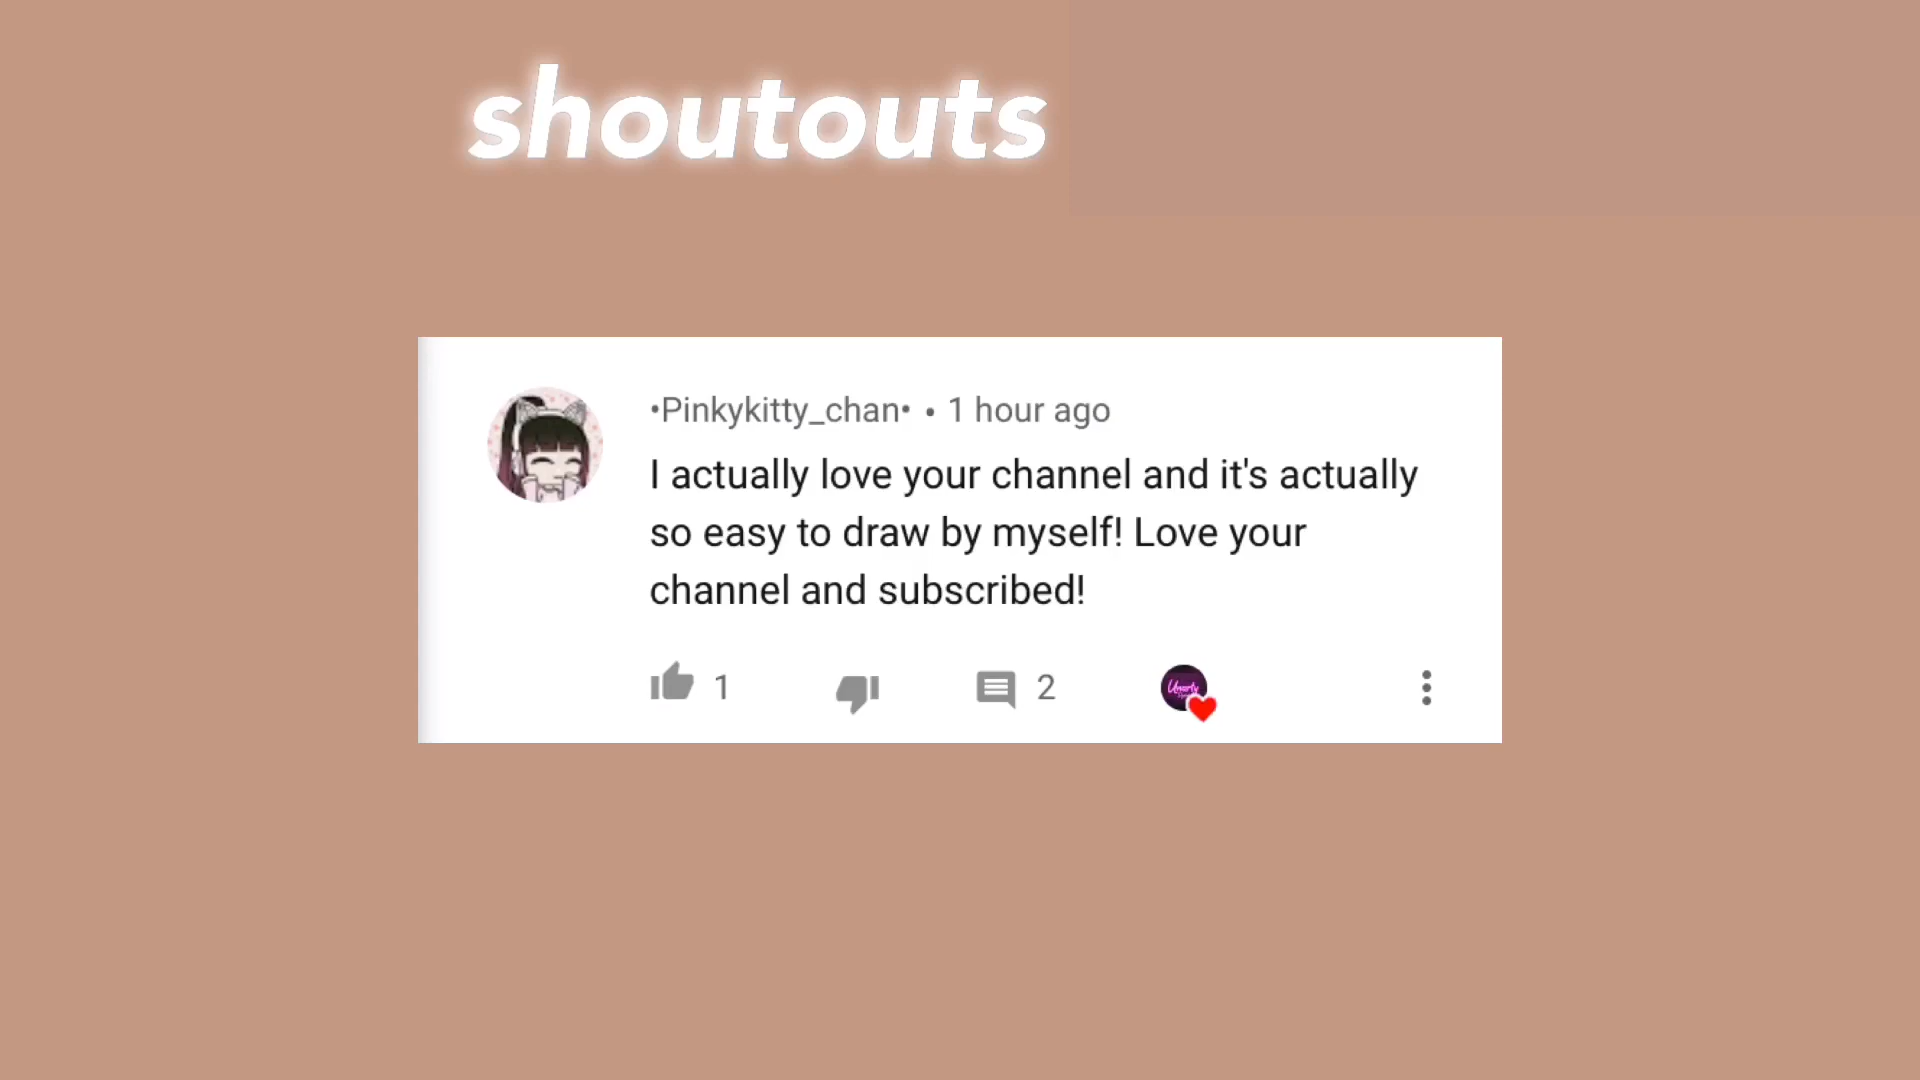 shoutouts
•Pinkykitty_chan• • 1 hour ago
I actually love your channel and it's actually
so easy to draw by myself! Love your
channel and subscribed!
1 2